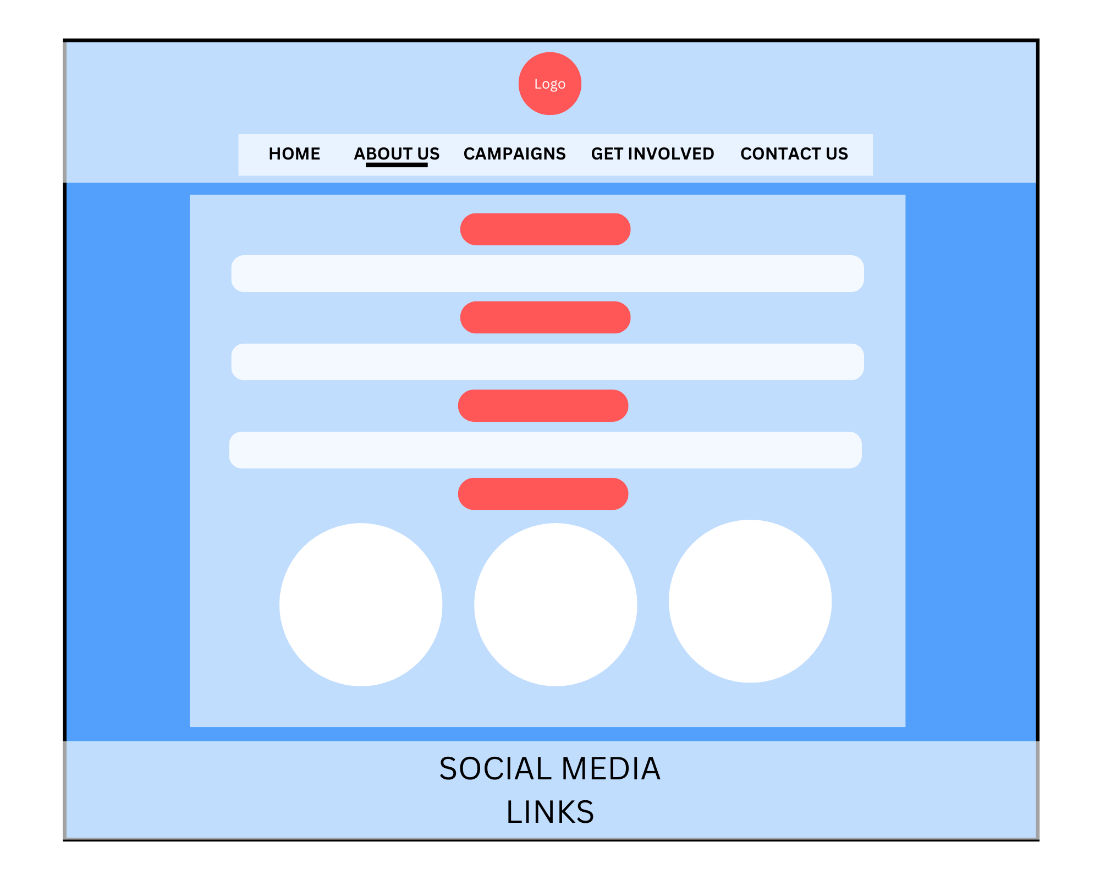 Logo
HOME ABOUT US CAMPAIGNS GET INVOLVED CONTACT US
SOCIAL MEDIA
LINKS